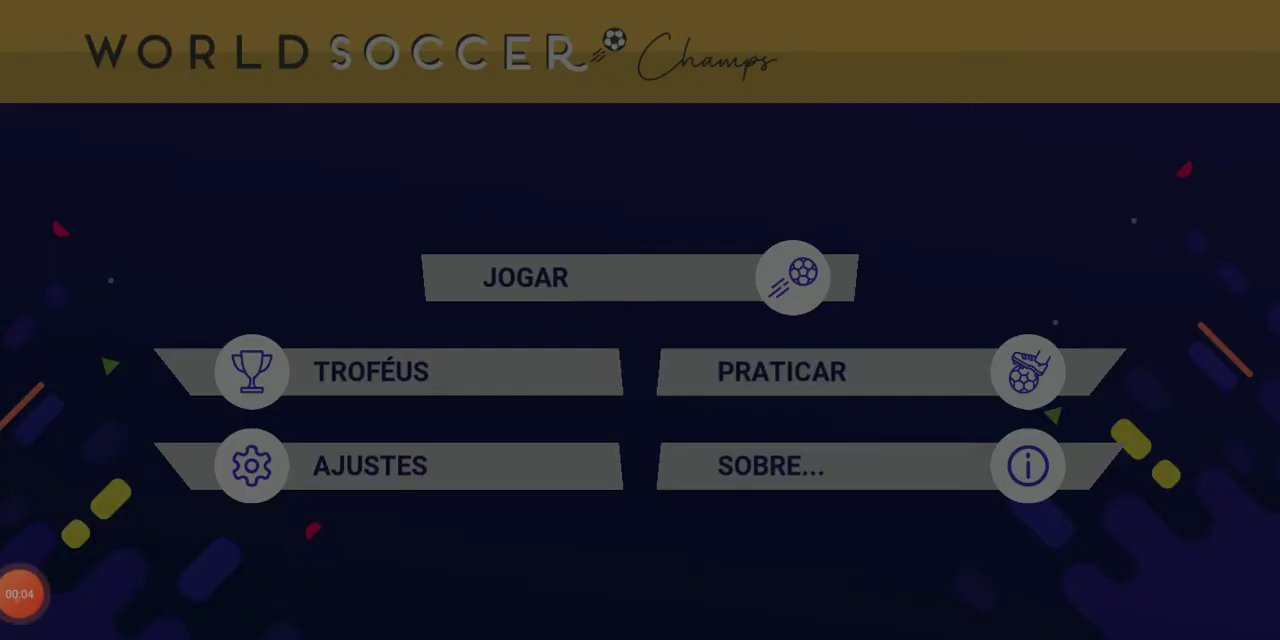 WORLD SOCCER Champs
JOGAR
TROFÉUS
PRATICAR
AJUSTES
SOBRE...
00:04